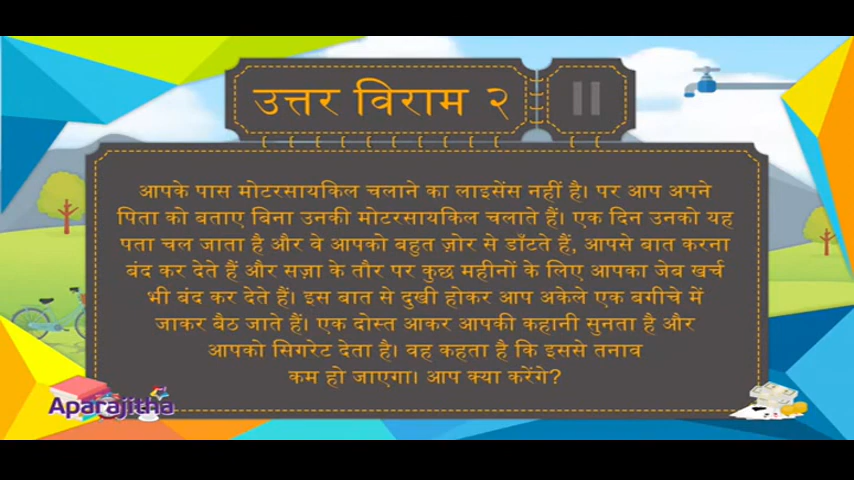 उत्तर विराम २
आपके पास मोटरसायकिल चलाने का लाइसेंस नहीं है। पर आप अपने
पिता को बताए बिना उनकी मोटरसायकिल चलाते हैं। एक दिन उनको यह
पता चल जाता है और वे आपको बहुत ज़ोर से डाँटते हैं, आपसे बात करना
बंद कर देते हैं और सज़ा के तौर पर कुछ महीनों के लिए आपका जेब खर्च
भी बंद कर देते हैं। इस बात से दुखी होकर आप अकेले एक बगीचे में
जाकर बैठ जाते हैं। एक दोस्त आकर आपकी कहानी सुनता है और
आपको सिगरेट देता है। वह कहता है कि इससे तनाव
कम हो जाएगा। आप क्या करेंगे?
Aparajitha